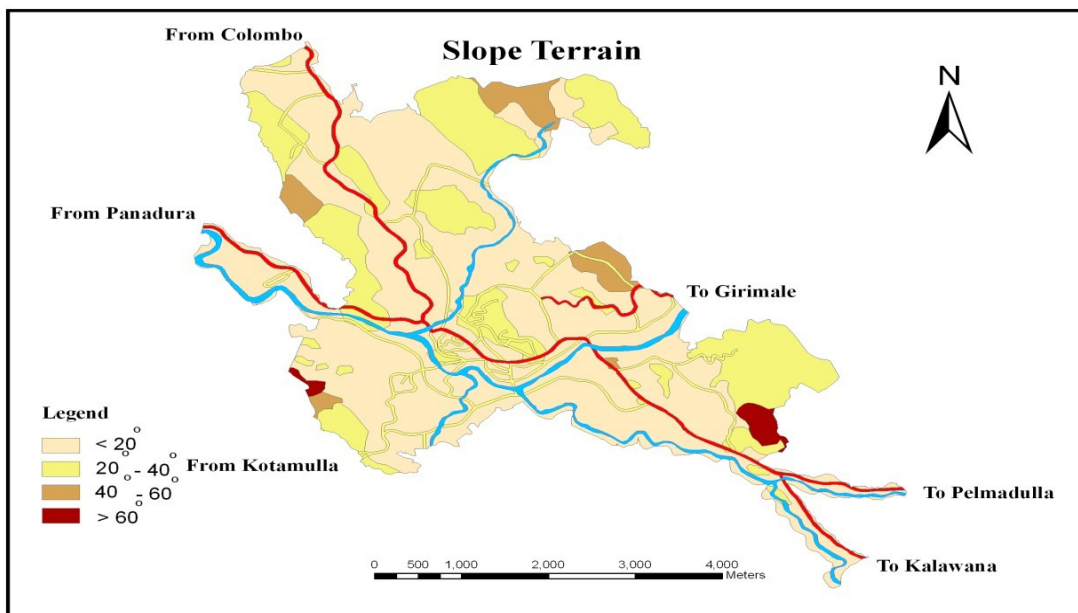 From Colombo
Slope Terrain
N
From Panadura
To Girimale
Legend
< 20°
20° - 40°
40° - 60°
> 60°
From Kotamulla
To Pelmadulla
To Kalawana
0 500 1,000 2,000 3,000 4,000
Meters